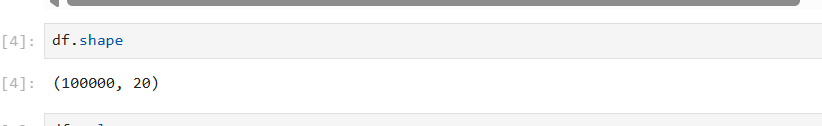 [4]: df.shape
[4]: (100000, 20)